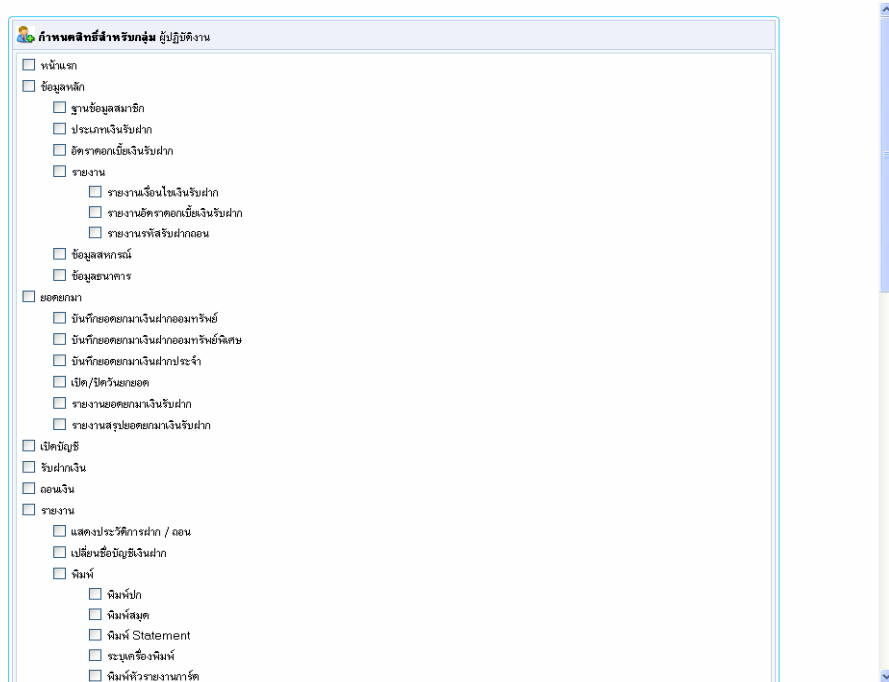 กำหนดสิทธิ์สำหรับกลุ่ม ผู้ปฏิบัติงาน
หน้าแรก
ข้อมูลหลัก
ฐานข้อมูลสมาชิก
ประเภทเงินรับฝาก
อัตราดอกเบี้ยเงินรับฝาก
รายงาน
รายงานเงื่อนไขเงินรับฝาก
รายงานอัตราดอกเบี้ยเงินรับฝาก
รายงานรหัสรับฝากถอน
ข้อมูลสหกรณ์
ข้อมูลธนาคาร
ยอดยกมา
บันทึกยอดยกมาเงินฝากออมทรัพย์
บันทึกยอดยกมาเงินฝากออมทรัพย์พิเศษ
บันทึกยอดยกมาเงินฝากประจำ
เปิด/ปิดวันยกยอด
รายงานยอดยกมาเงินรับฝาก
รายงานสรุปยอดยกมาเงินรับฝาก
เปิดบัญชี
รับฝากเงิน
ถอนเงิน
รายงาน
แสดงประวัติการฝาก / ถอน
เปลี่ยนชื่อบัญชีเงินฝาก
พิมพ์
พิมพ์ปก
พิมพ์สมุด
พิมพ์ Statement
ระบุเครื่องพิมพ์
พิมพ์หัวรายงานการ์ด